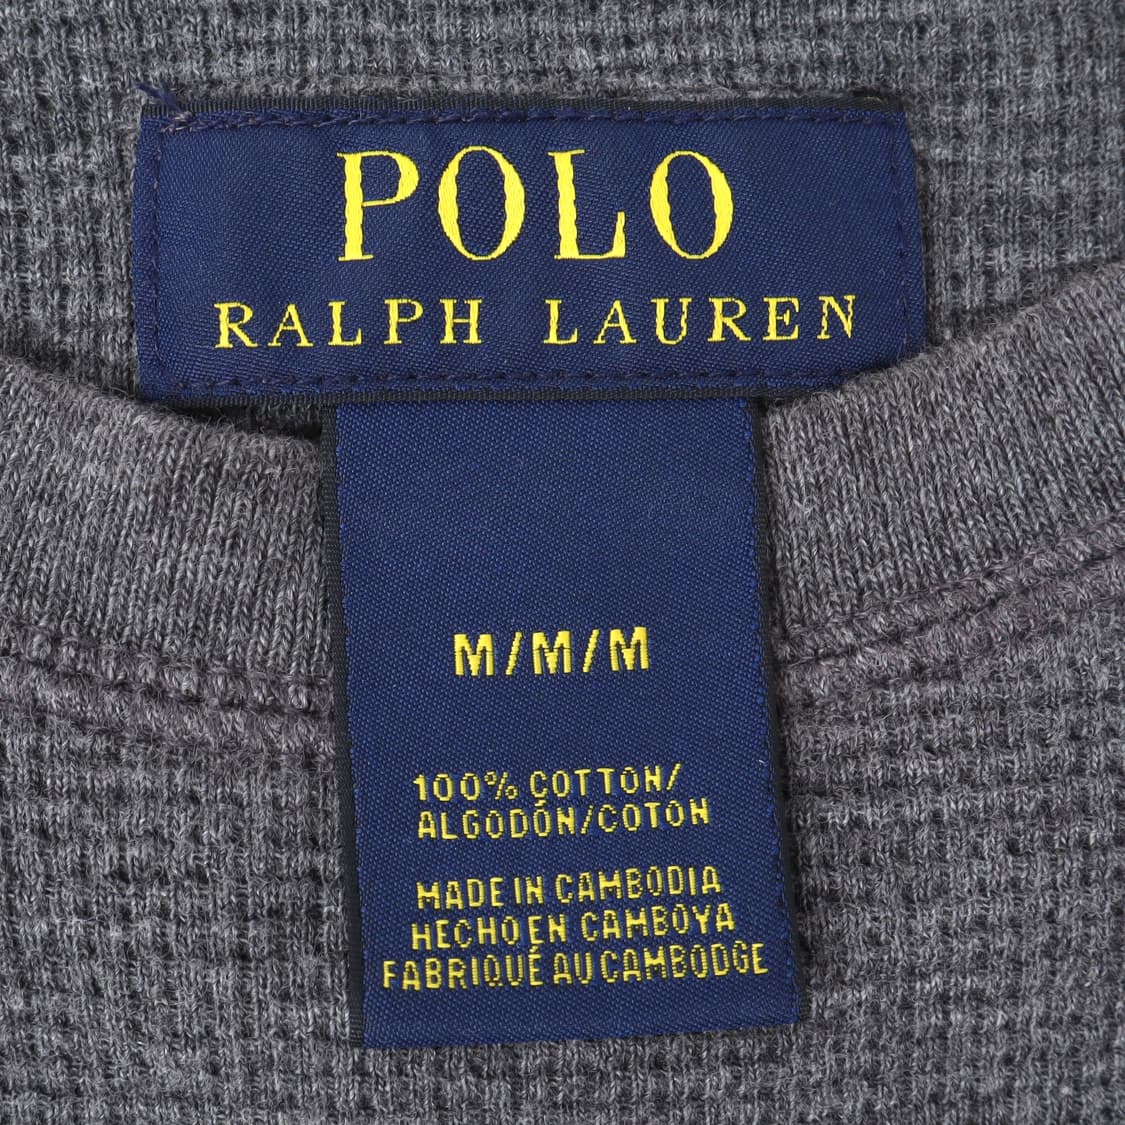 POLO
RALPH LAUREN
M/M/M
100% COTTON/
ALGODÓN/COTON
MADE IN CAMBODIA
HECHO EN CAMBOYA
FABRIQUÉ AU CAMBODGE